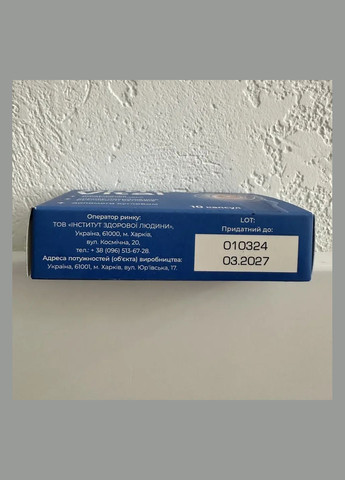 10 капсул
Оператор ринку:
ТОВ «ІНСТИТУТ ЗДОРОВОЇ ЛЮДИНИ»,
Україна, 61000, м. Харків,
вул. Космічна, 20.
тел.: + 38 (096) 513-67-28.
Адреса потужностей (об'єкта) виробництва:
Україна, 61001, м. Харків, вул. Юр'ївська, 17.
LOT:
Придатний до:
010324
03.2027